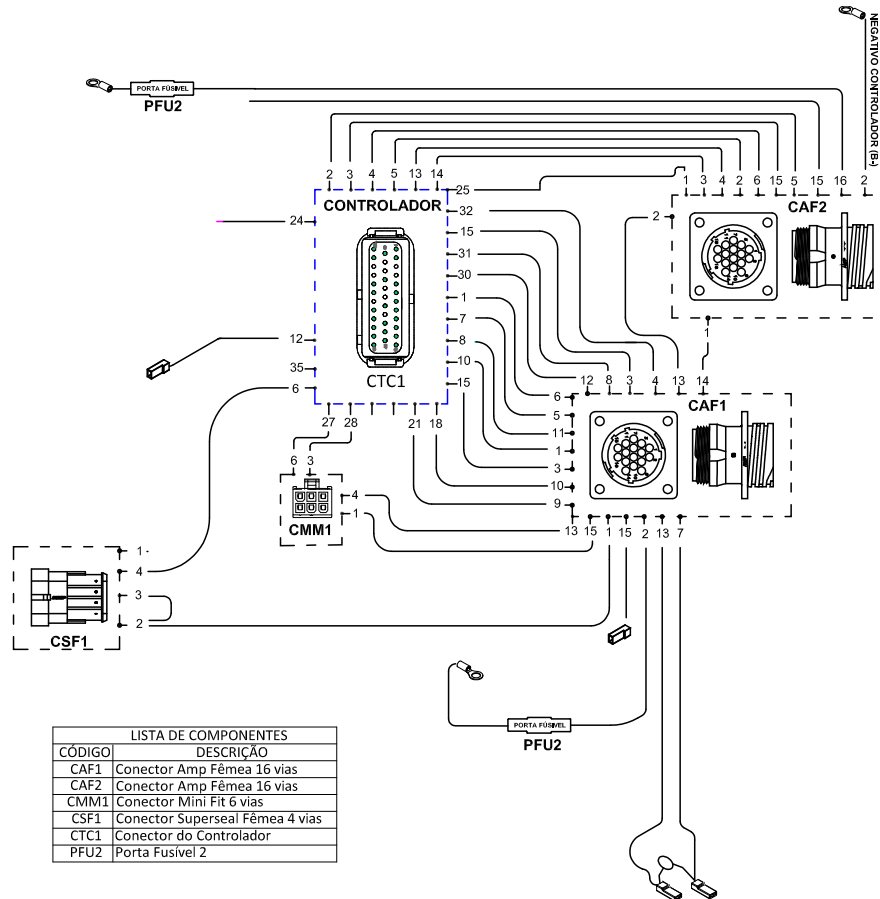 NEGATIVO CONTROLADOR (B-)
PORTA FÚSIVEL
PFU2
2 3 4 5 13 14
25
1 3 4 2 6 15 5 15 16 2
CONTROLADOR
CAF2
24
32
2
15
31
30
1
7
1
12
8
35
10
CTC1
15
6
12 8 3 4 13 14
CAF1
6
5
27 28 21 18
11
1
6 3
3
4
10
1
9
CMM1
13 15 1 15 2 13 7
1
4
3
2
CSF1
PORTA FÚSIVEL
PFU2
LISTA DE COMPONENTES
CÓDIGO DESCRIÇÃO
CAF1 Conector Amp Fêmea 16 vias
CAF2 Conector Amp Fêmea 16 vias
CMM1 Conector Mini Fit 6 vias
CSF1 Conector Superseal Fêmea 4 vias
CTC1 Conector do Controlador
PFU2 Porta Fusível 2